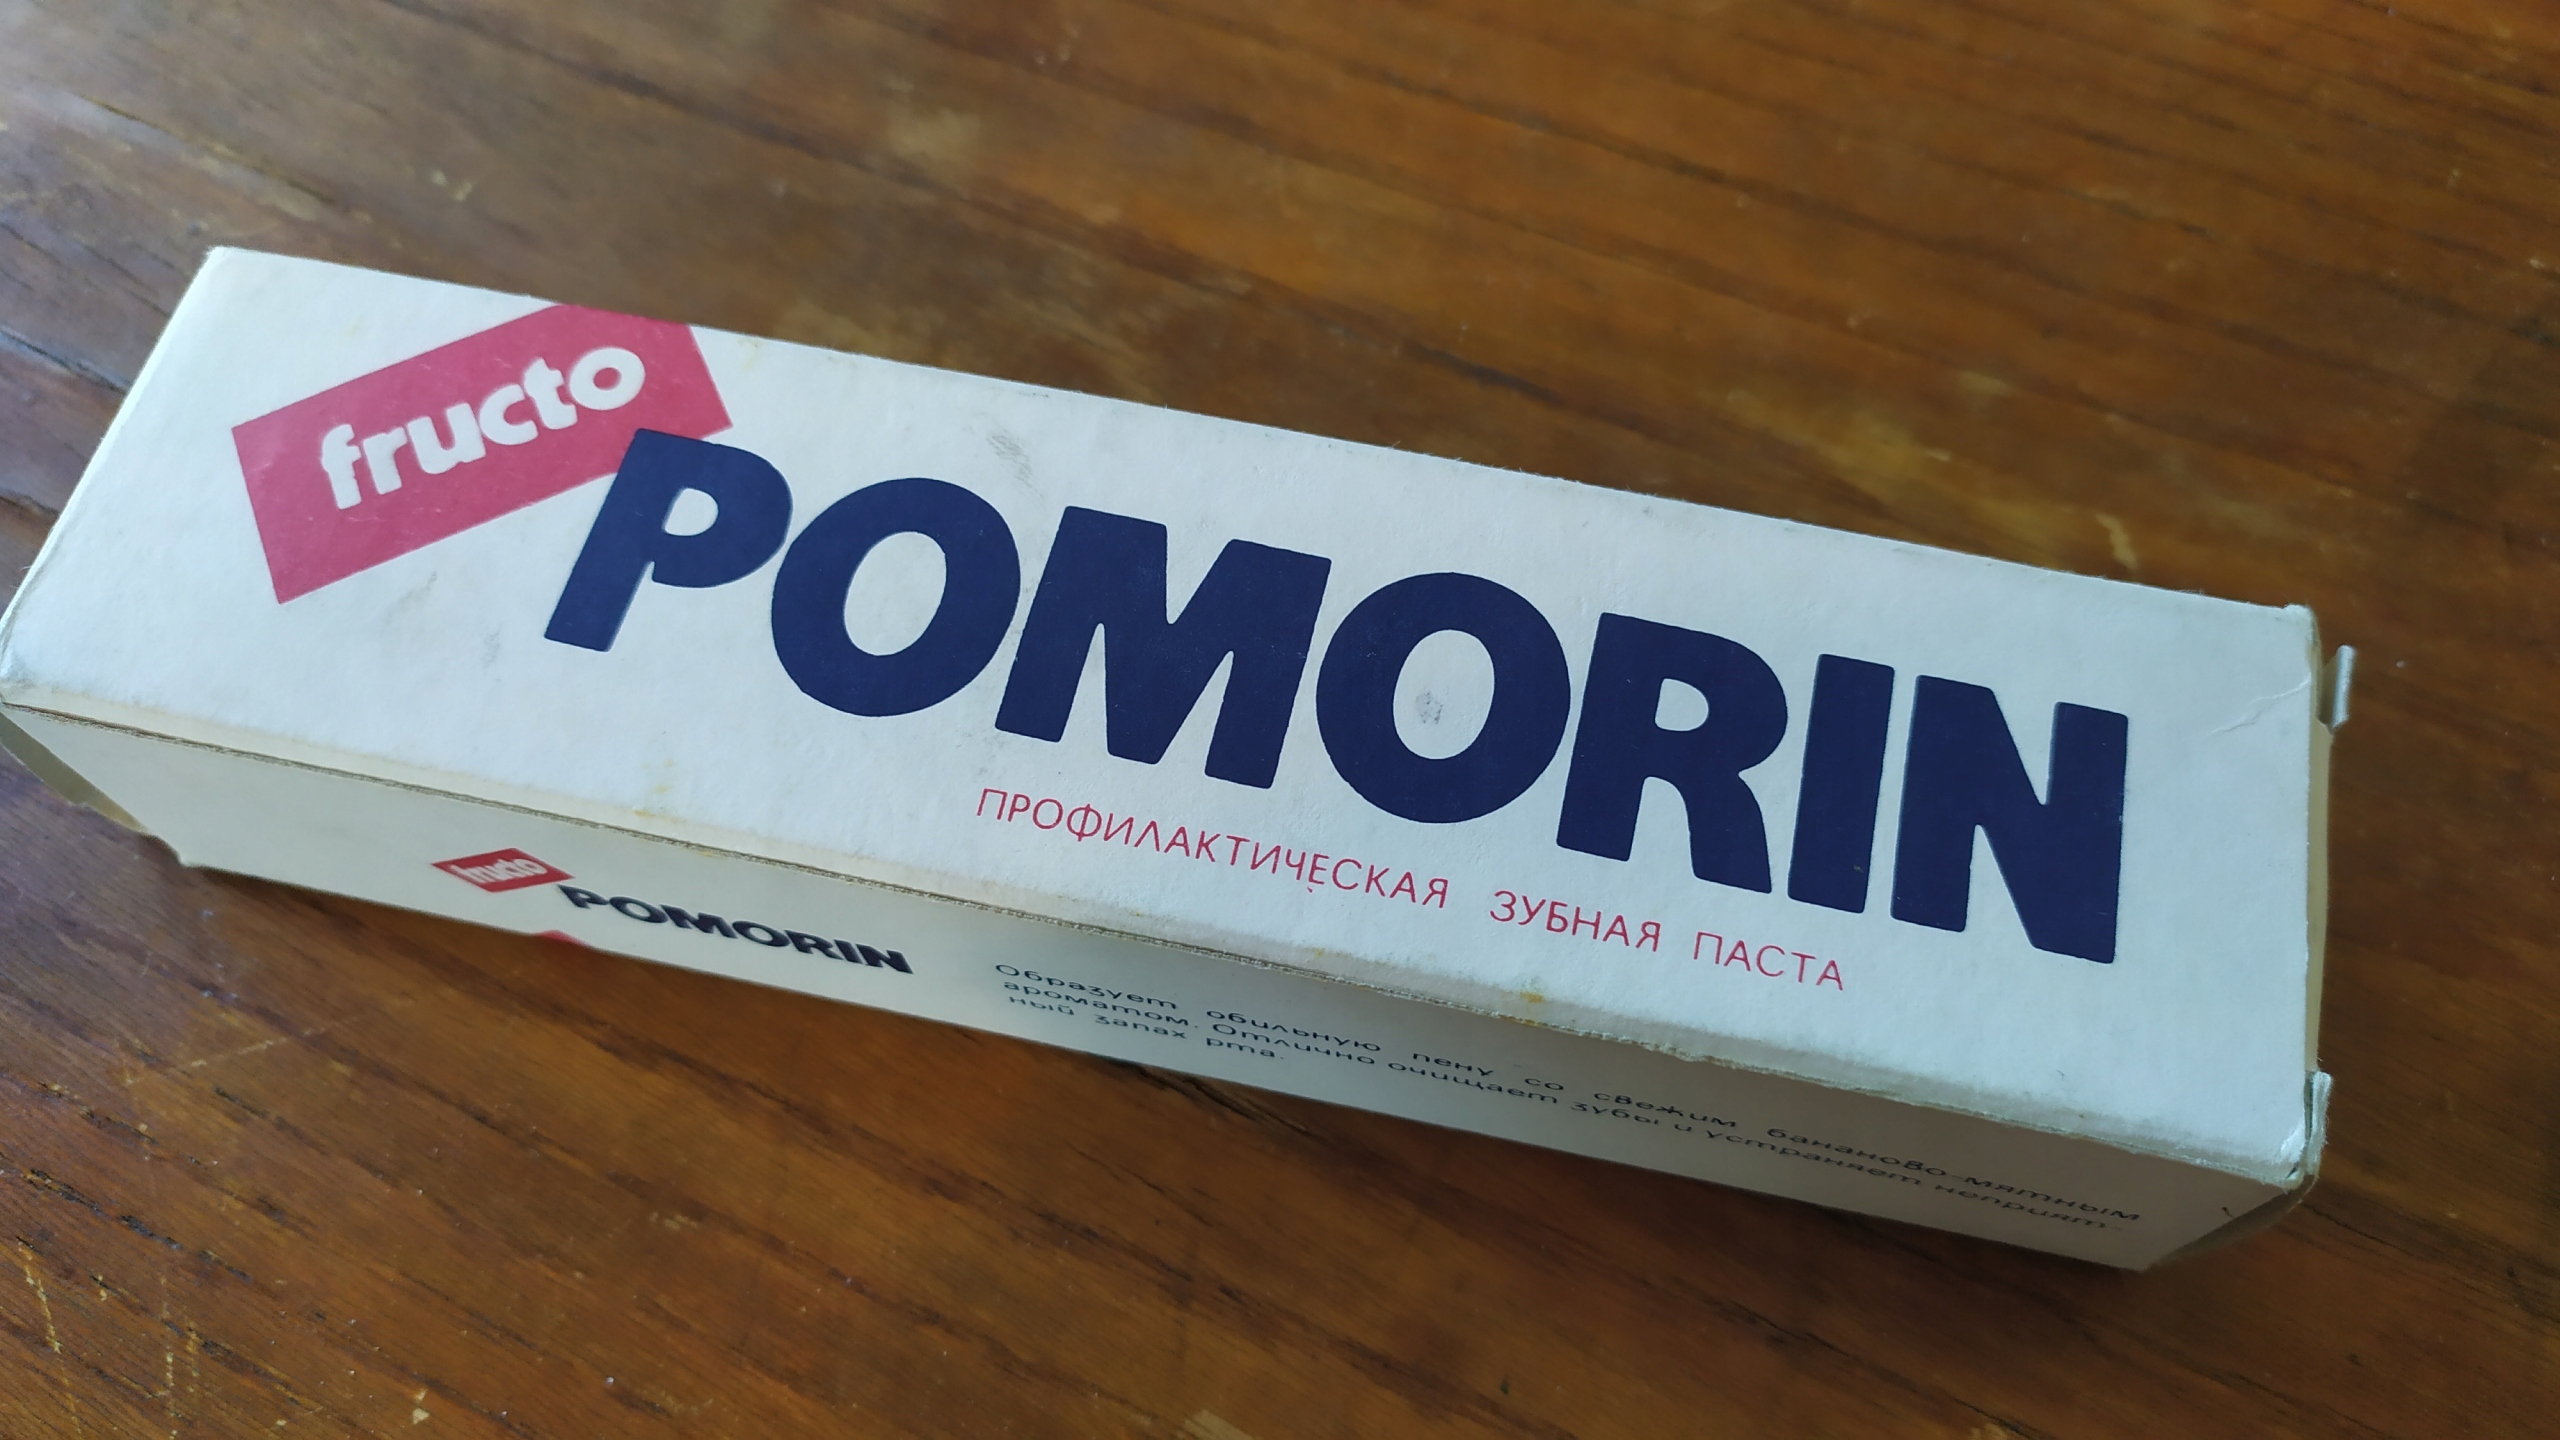 fructo
POMORIN
ПРОФИЛАКТИЧЕСКАЯ ЗУБНАЯ ПАСТА
fructo
POMORIN
Образует обильную пену со свежим бананово-мятным
ароматом. Отлично очищает зубы и устраняет неприят-
ный запах рта.